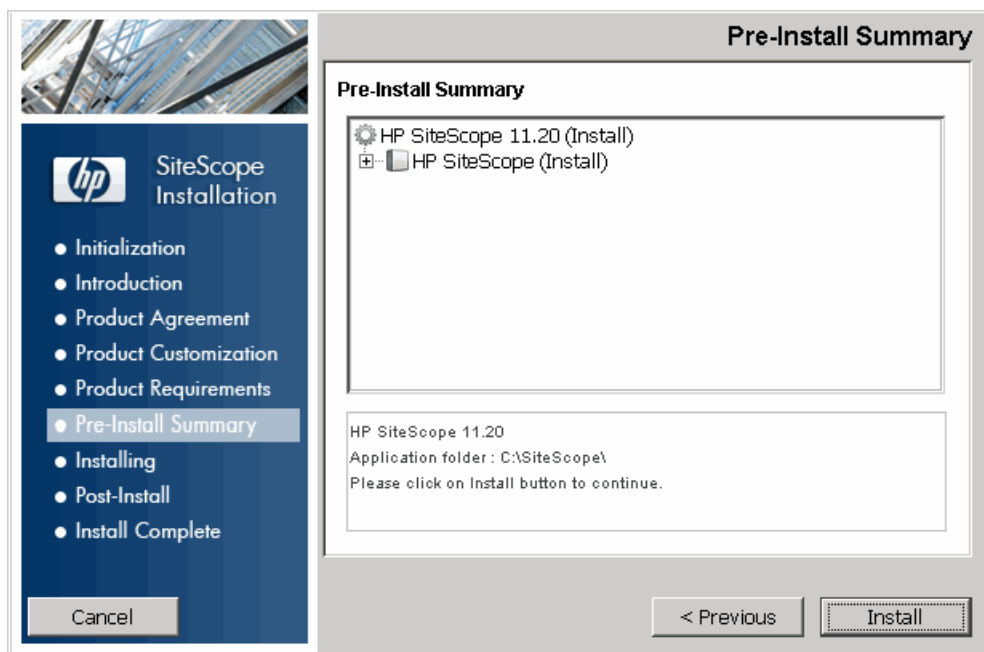 Pre-Install Summary
hp
SiteScope
Installation
Initialization
Introduction
Product Agreement
Product Customization
Product Requirements
Pre-Install Summary
Installing
Post-Install
Install Complete
Cancel
Pre-Install Summary
HP SiteScope 11.20 (Install)
HP SiteScope (Install)
HP SiteScope 11.20
Application folder : C:\SiteScope\
Please click on Install button to continue.
< Previous
Install